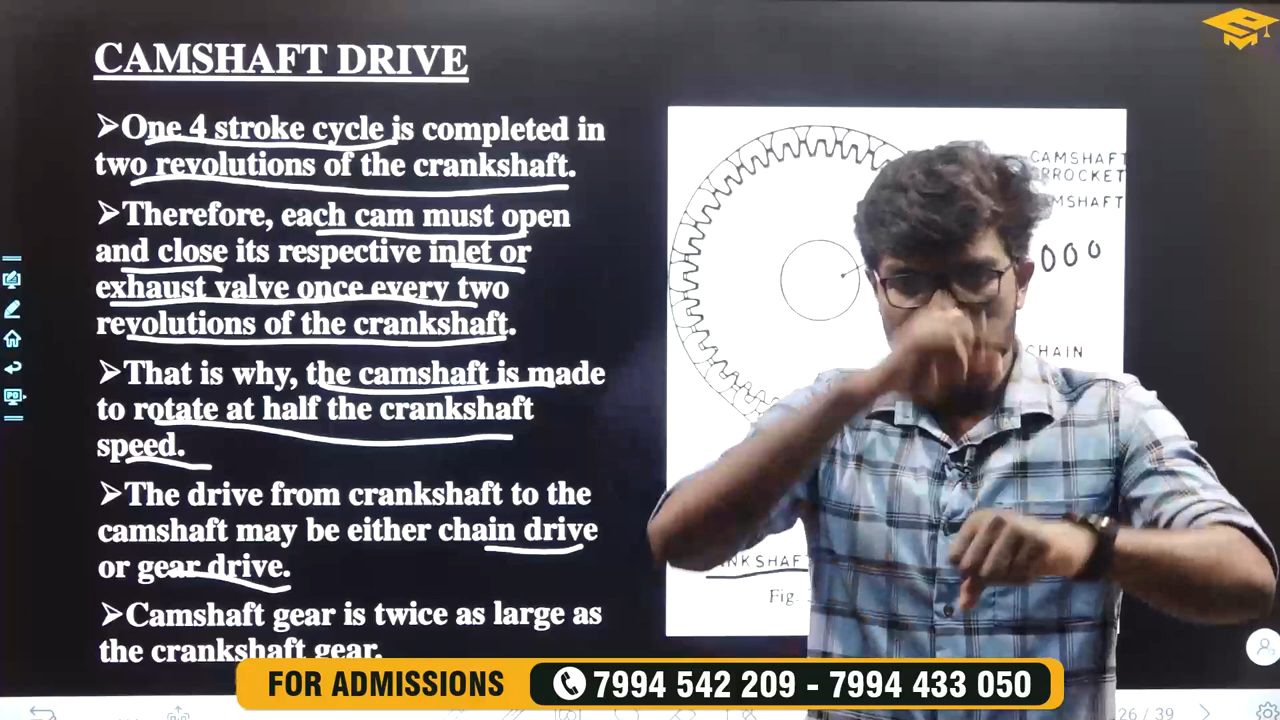 CAMSHAFT DRIVE
➢One 4 stroke cycle is completed in
two revolutions of the crankshaft.
➢Therefore, each cam must open
and close its respective inlet or
exhaust valve once every two
revolutions of the crankshaft.
➢That is why, the camshaft is made
to rotate at half the crankshaft
speed.
➢The drive from crankshaft to the
camshaft may be either chain drive
or gear drive.
➢Camshaft gear is twice as large as
the crankshaft gear.
CAMSHAFT
SPROCKET
MSHAFT
000
CHAIN
ANKSHAF
Fig.
FOR ADMISSIONS 7994 542 209 - 7994 433 050
26 / 39